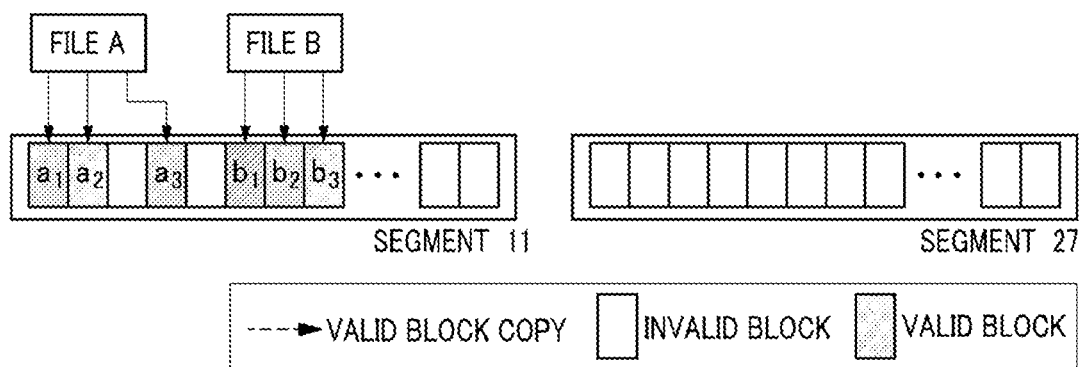 FILE A FILE B
a₁ a₂ a₃ b₁ b₂ b₃ ••• •••
SEGMENT 11 SEGMENT 27
VALID BLOCK COPY INVALID BLOCK VALID BLOCK